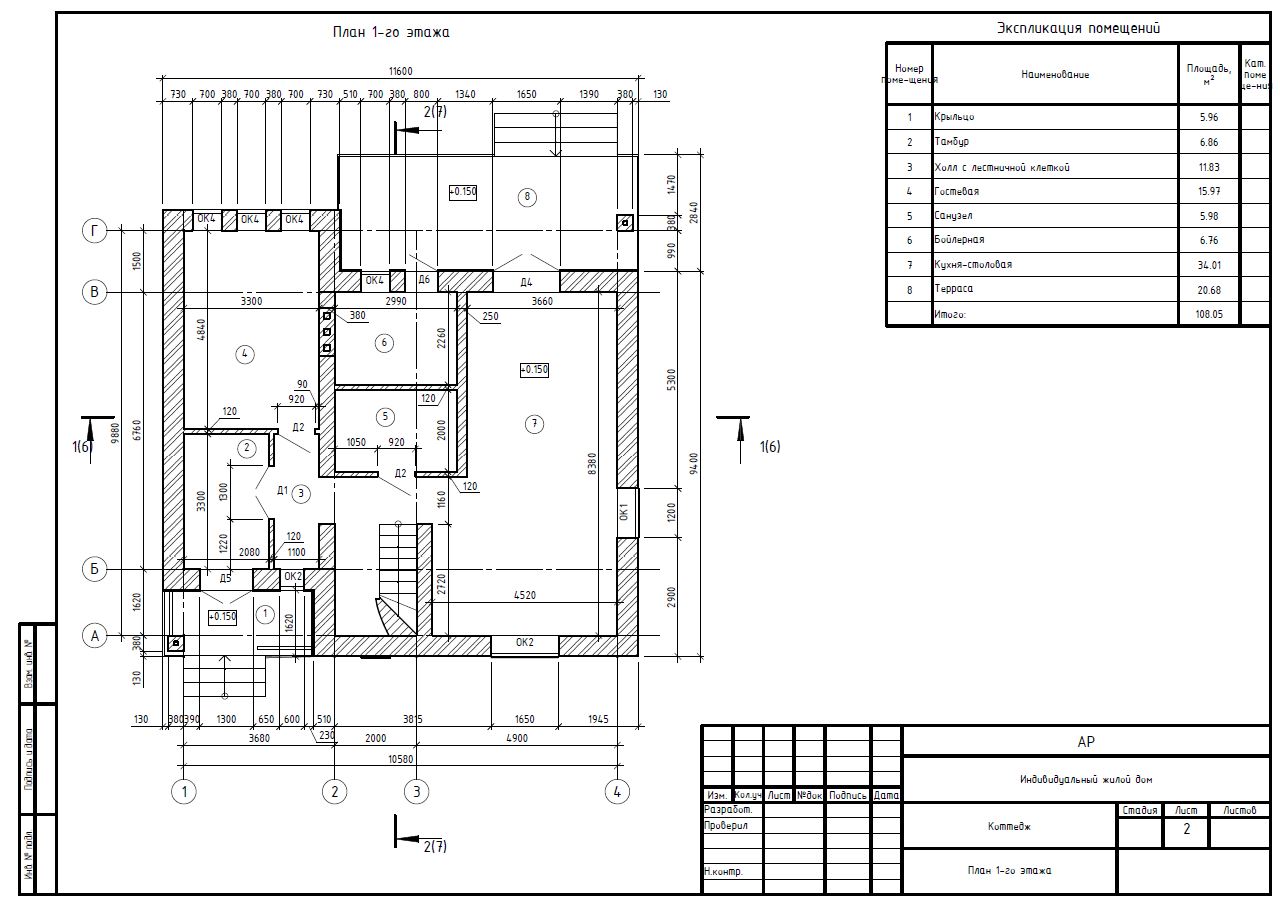 План 1-го этажа
11600
730 700 380 700 380 700 730 510 700 380 800 1340 1650 1390 380 130
2(7)
+0.150
8
1470
380
990
2840
Г
В
Б
А
ОК4 ОК4 ОК4
ОК4 Д6 Д4
1500
3300 2990 3660
380 250
4840
4
6
2260
+0.150
90
920
120
120
5
7
5300
9880
6760
1(6) 1(6)
Д2
2
1050 920
2000
Д2
8380
9400
3300
1300
Д1
3
120
1160
ОК1
1200
1220
120
2080 1100
Д5 ОК2
2720
4520
2900
1620
+0.150
1
1620
380
130
ОК2
130 380 390 1300 650 600 510 3815 1650 1945
230
3680 2000 4900
10580
1 2 3 4
2(7)
Экспликация помещений
Номер поме-щения Наименование Площадь, м² Кат. поме ще-ния
1 Крыльцо 5.96
2 Тамбур 6.86
3 Холл с лестничной клеткой 11.83
4 Гостевая 15.97
5 Санузел 5.98
6 Бойлерная 6.76
7 Кухня-столовая 34.01
8 Терраса 20.68
Итого: 108.05
Взам. инв. №
Подпись и дата
Инв. № подл.
АР
Индивидуальный жилой дом
Изм. Кол.уч Лист №док Подпись Дата
Разработ.
Проверил
Н.контр.
Коттедж
Стадия Лист Листов
2
План 1-го этажа